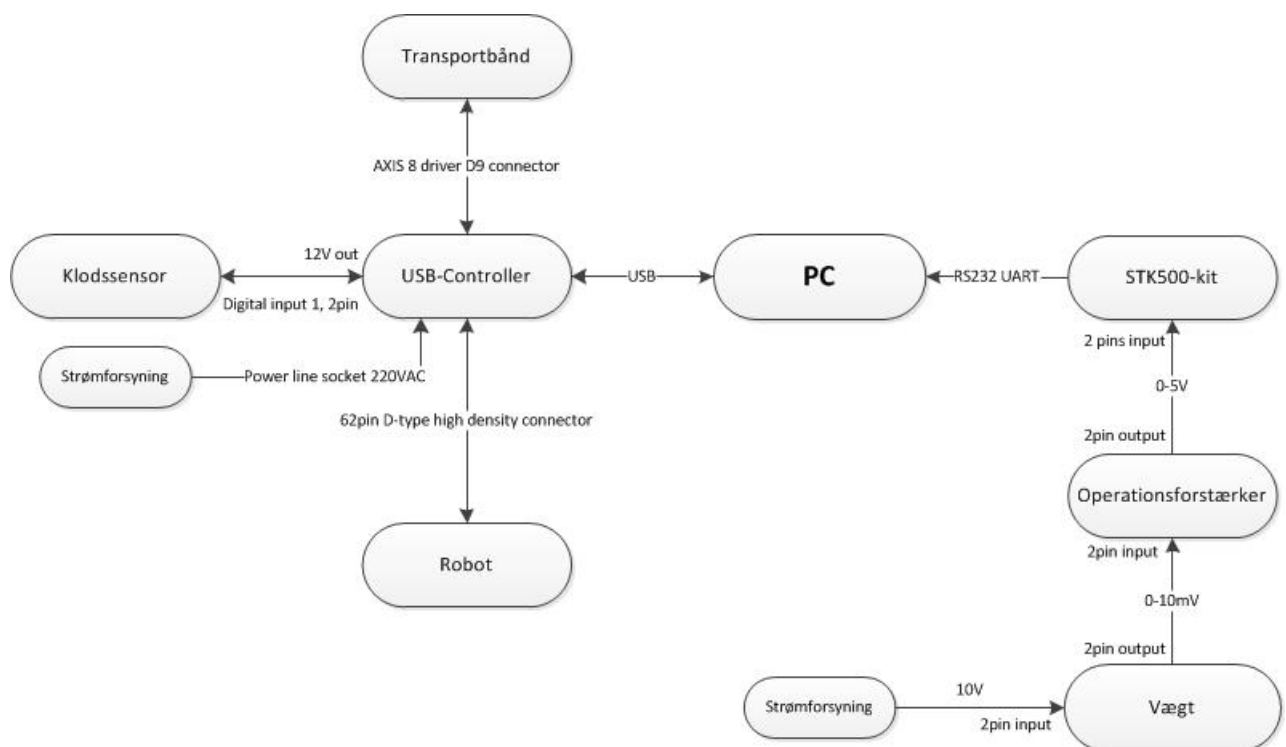 Transportbånd
AXIS 8 driver D9 connector
Klodssensor
12V out
Digital input 1, 2pin
USB-Controller
USB
PC
RS232 UART
STK500-kit
Strømforsyning
Power line socket 220VAC
2 pins input
0-5V
2pin output
62pin D-type high density connector
Operationsforstærker
2pin input
Robot
0-10mV
2pin output
Strømforsyning
10V
2pin input
Vægt